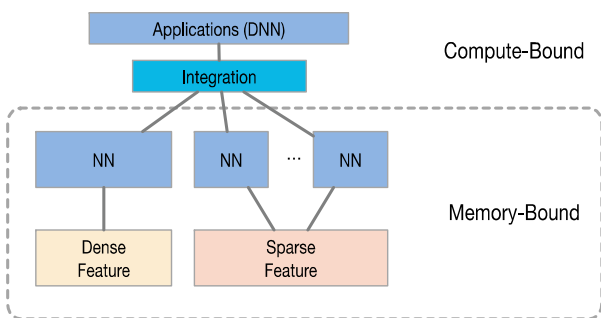 Applications (DNN)
Compute-Bound
Integration
NN
NN
...
NN
Memory-Bound
Dense
Feature
Sparse
Feature